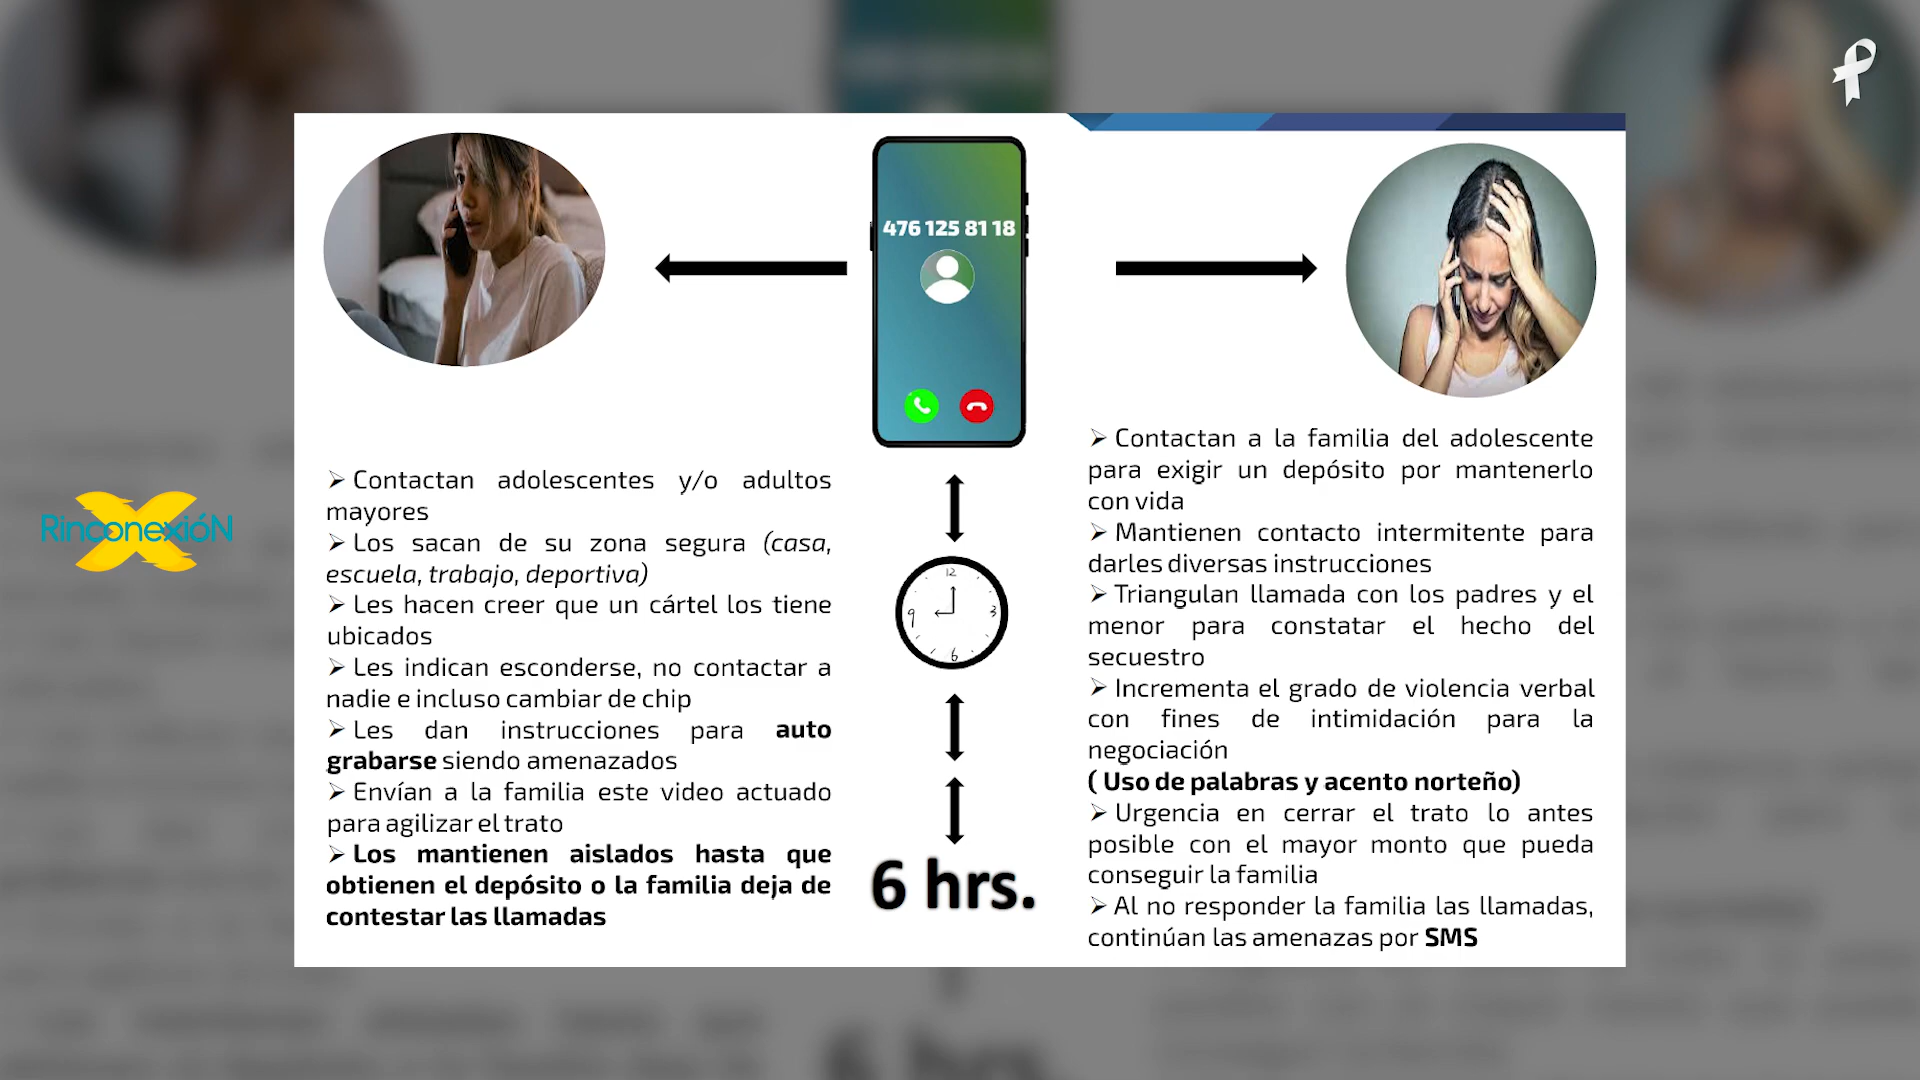 476 125 81 18
RinconexióN
➢ Contactan adolescentes y/o adultos
mayores
➢ Los sacan de su zona segura (casa,
escuela, trabajo, deportiva)
➢ Les hacen creer que un cártel los tiene
ubicados
➢ Les indican esconderse, no contactar a
nadie e incluso cambiar de chip
➢ Les dan instrucciones para auto
grabarse siendo amenazados
➢ Envían a la familia este video actuado
para agilizar el trato
➢ Los mantienen aislados hasta que
obtienen el depósito o la familia deja de
contestar las llamadas
12
9 3
6
6 hrs.
➢ Contactan a la familia del adolescente
para exigir un depósito por mantenerlo
con vida
➢ Mantienen contacto intermitente para
darles diversas instrucciones
➢ Triangulan llamada con los padres y el
menor para constatar el hecho del
secuestro
➢ Incrementa el grado de violencia verbal
con fines de intimidación para la
negociación
( Uso de palabras y acento norteño)
➢ Urgencia en cerrar el trato lo antes
posible con el mayor monto que pueda
conseguir la familia
➢ Al no responder la familia las llamadas,
continúan las amenazas por SMS
6 hrs.